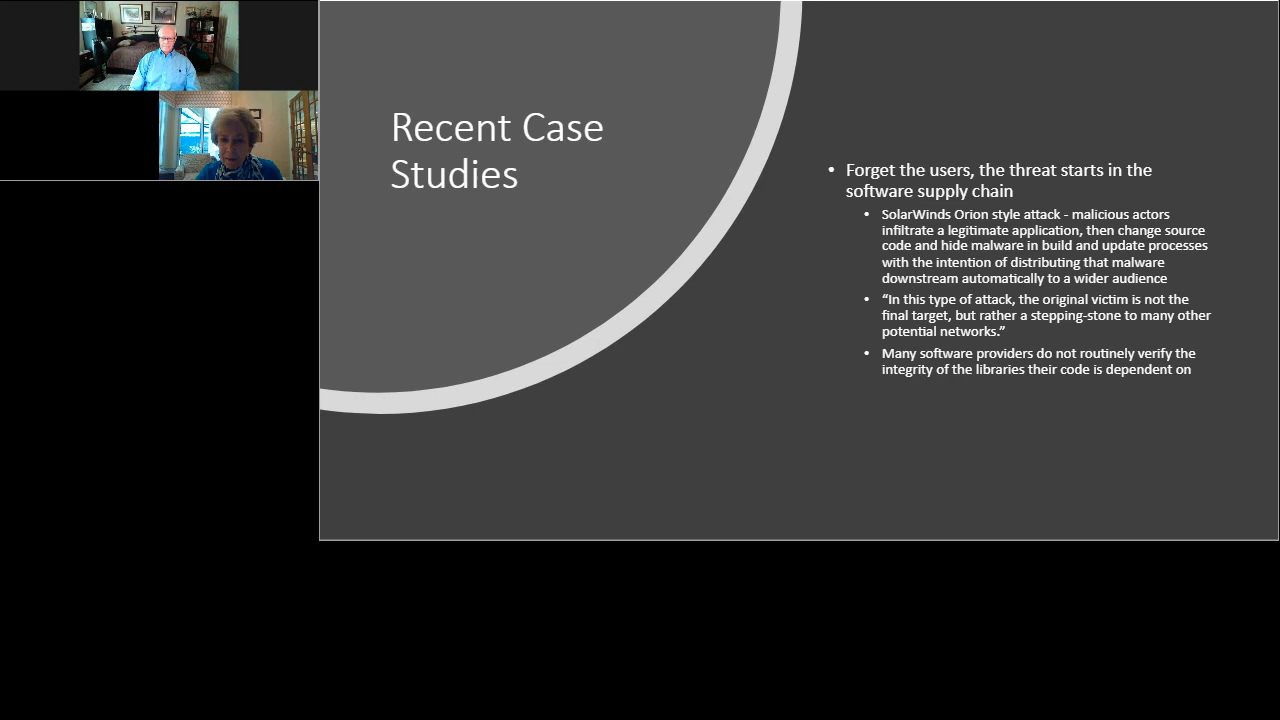 Recent Case
Studies
• Forget the users, the threat starts in the
software supply chain
• SolarWinds Orion style attack - malicious actors
infiltrate a legitimate application, then change source
code and hide malware in build and update processes
with the intention of distributing that malware
downstream automatically to a wider audience
• “In this type of attack, the original victim is not the
final target, but rather a stepping-stone to many other
potential networks.”
• Many software providers do not routinely verify the
integrity of the libraries their code is dependent on